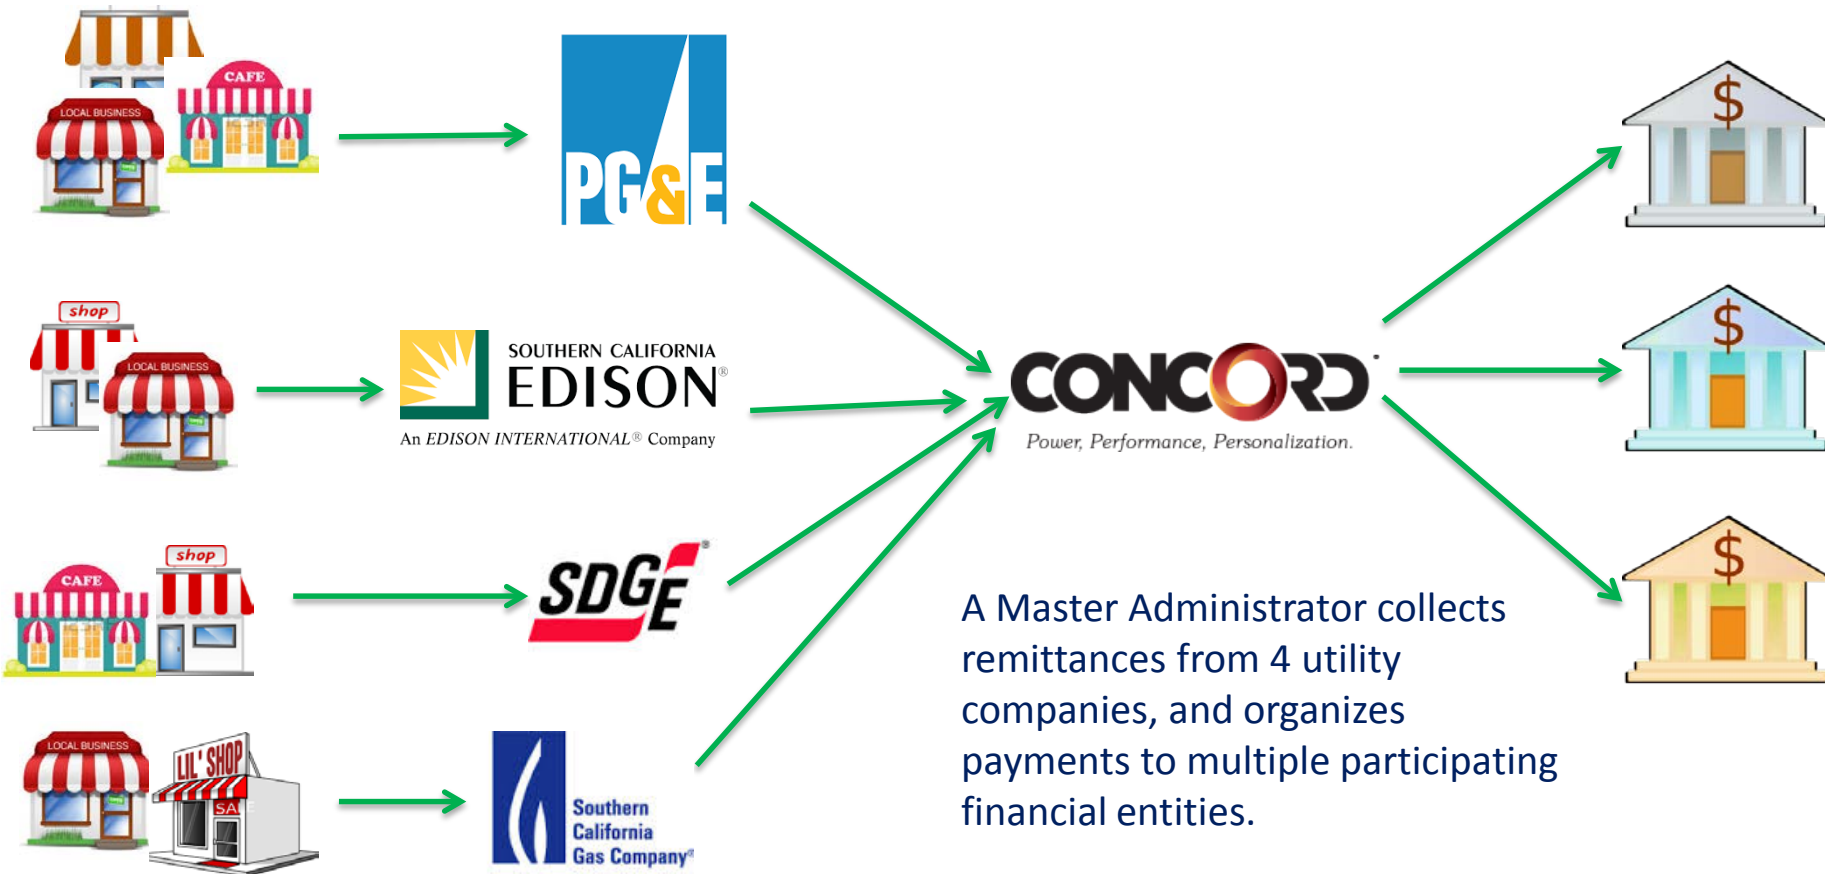 CAFE
LOCAL BUSINESS
PG&E
$
shop
LOCAL BUSINESS
SOUTHERN CALIFORNIA
EDISON®
An EDISON INTERNATIONAL® Company
CONCORD
Power, Performance, Personalization.
$
CAFE
shop
SDGE®
$
A Master Administrator collects
remittances from 4 utility
companies, and organizes
payments to multiple participating
financial entities.
LOCAL BUSINESS
LIL' SHOP
SALE
Southern
California
Gas Company®